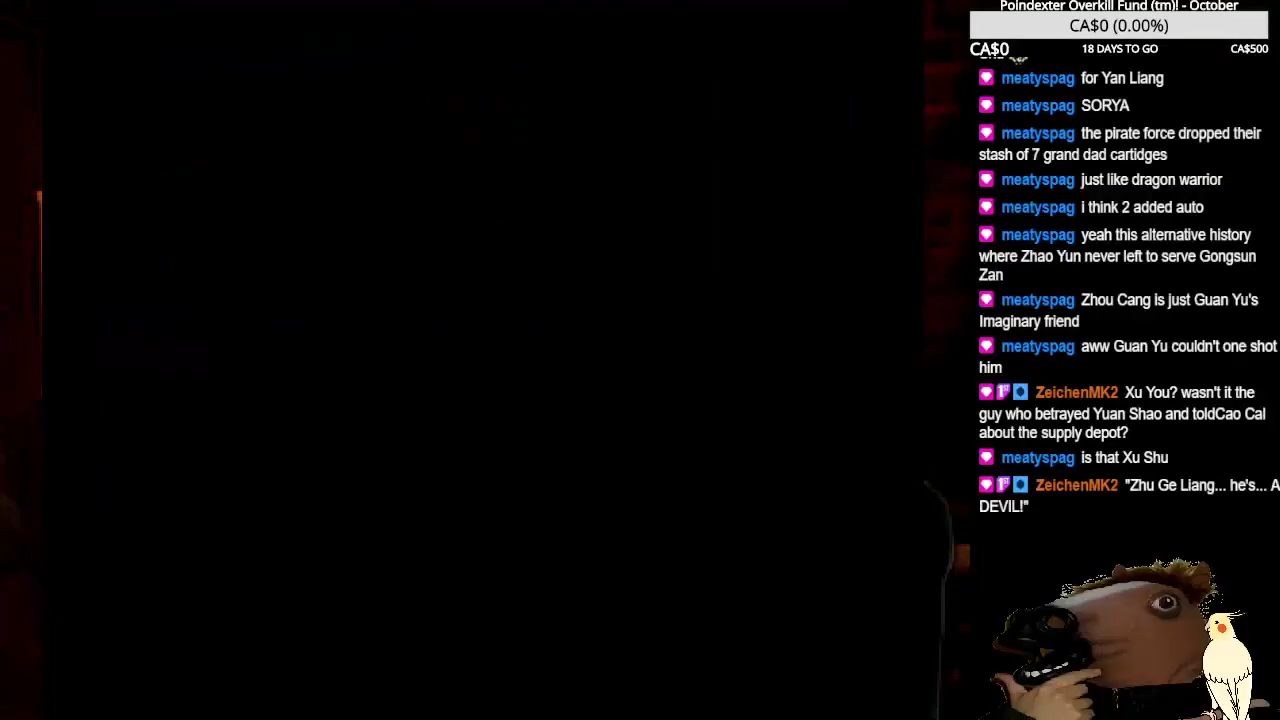 Poindexter Overkill Fund (tm)! - October
CA$0 (0.00%)
CA$0 18 DAYS TO GO CA$500
meatyspag for Yan Liang
meatyspag SORYA
meatyspag the pirate force dropped their
stash of 7 grand dad cartidges
meatyspag just like dragon warrior
meatyspag i think 2 added auto
meatyspag yeah this alternative history
where Zhao Yun never left to serve Gongsun
Zan
meatyspag Zhou Cang is just Guan Yu's
Imaginary friend
meatyspag aww Guan Yu couldn't one shot
him
1st ZeichenMK2 Xu You? wasn't it the
guy who betrayed Yuan Shao and toldCao Cal
about the supply depot?
meatyspag is that Xu Shu
1st ZeichenMK2 "Zhu Ge Liang... he's... A
DEVIL!"